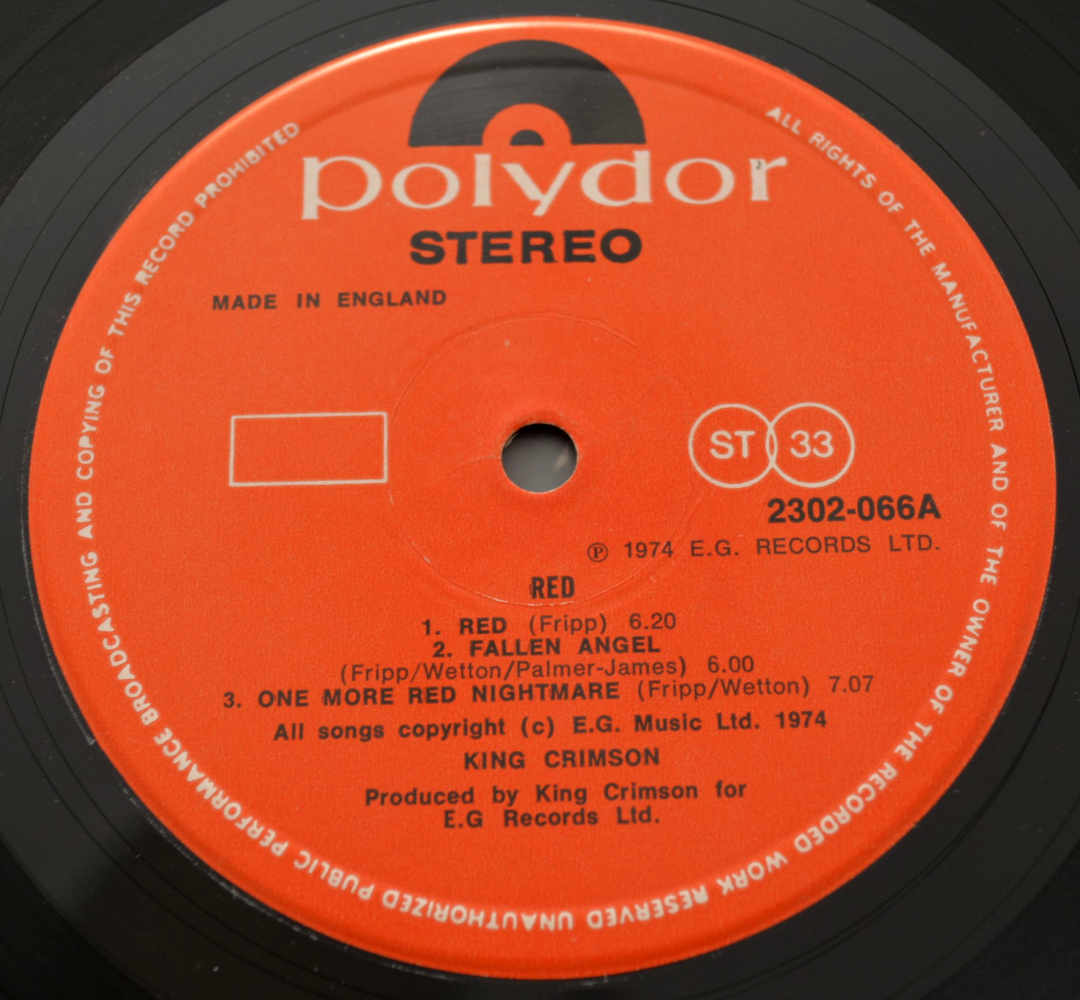 polydor
STEREO
MADE IN ENGLAND
ST 33
2302-066A
℗ 1974 E.G. RECORDS LTD.
RED
1. RED (Fripp) 6.20
2. FALLEN ANGEL
(Fripp/Wetton/Palmer-James) 6.00
3. ONE MORE RED NIGHTMARE (Fripp/Wetton) 7.07
All songs copyright (c) E.G. Music Ltd. 1974
KING CRIMSON
Produced by King Crimson for
E.G Records Ltd.
ALL RIGHTS OF THE MANUFACTURER AND OF THE OWNER OF THE RECORDED WORK RESERVED UNAUTHORIZED PUBLIC PERFORMANCE BROADCASTING AND COPYING OF THIS RECORD PROHIBITED